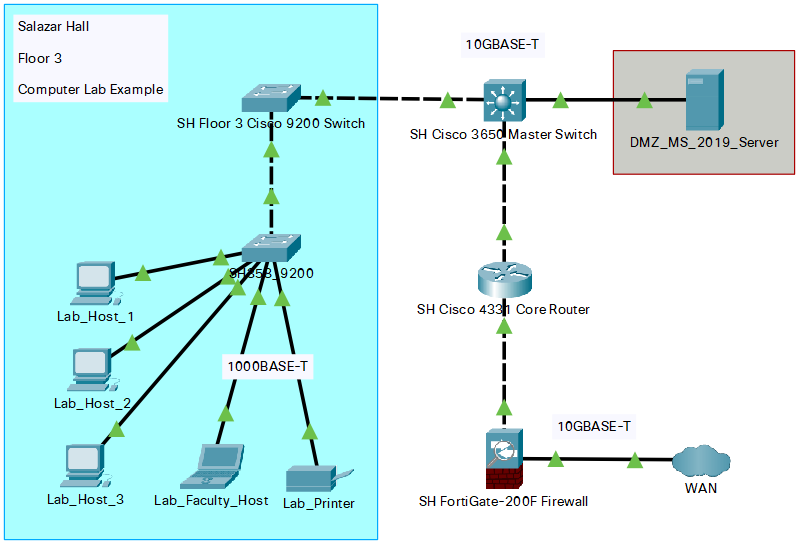 Salazar Hall
Floor 3
Computer Lab Example
10GBASE-T
SH Floor 3 Cisco 9200 Switch
SH Cisco 3650 Master Switch
DMZ_MS_2019_Server
SH358_9200
Lab_Host_1
SH Cisco 4331 Core Router
1000BASE-T
Lab_Host_2
10GBASE-T
Lab_Host_3
Lab_Faculty_Host
Lab_Printer
SH FortiGate-200F Firewall
WAN